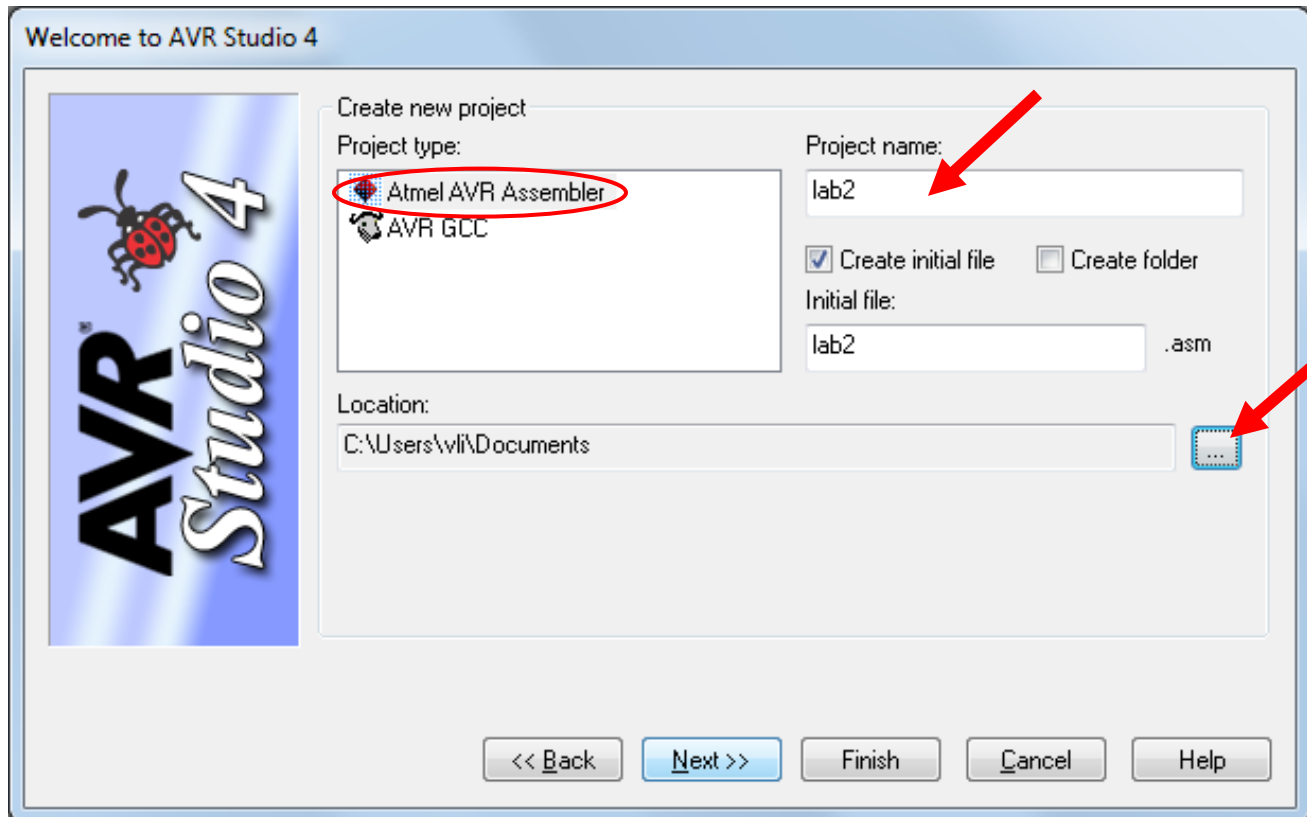 Welcome to AVR Studio 4
AVR®
Studio 4
Create new project
Project type:
Atmel AVR Assembler
AVR GCC
Project name:
lab2
Create initial file
Create folder
Initial file:
lab2
.asm
Location:
C:\Users\vli\Documents
...
<< Back
Next >>
Finish
Cancel
Help